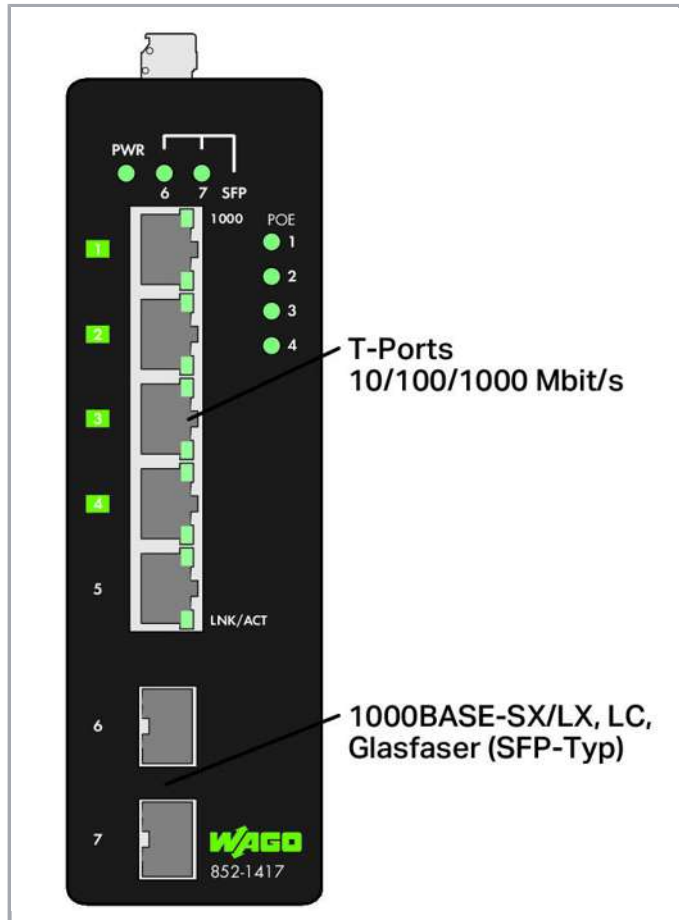 PWR
6 7 SFP
1000
POE
1
2
3
4
1
2
3
4
5
LNK/ACT
6
7
T-Ports
10/100/1000 Mbit/s
1000BASE-SX/LX, LC,
Glasfaser (SFP-Typ)
WAGO
852-1417